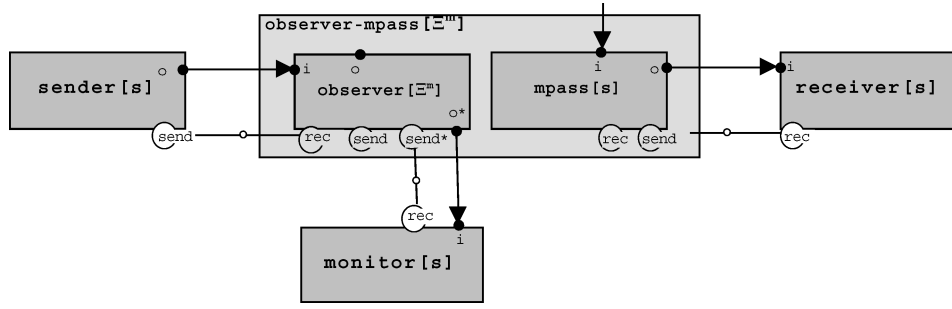 observer-mpass[Ξᵐ]
sender[s]
o
send
i
o
observer[Ξᵐ]
o*
rec
send
send*
i
o
mpass[s]
rec
send
i
receiver[s]
rec
rec
i
monitor[s]